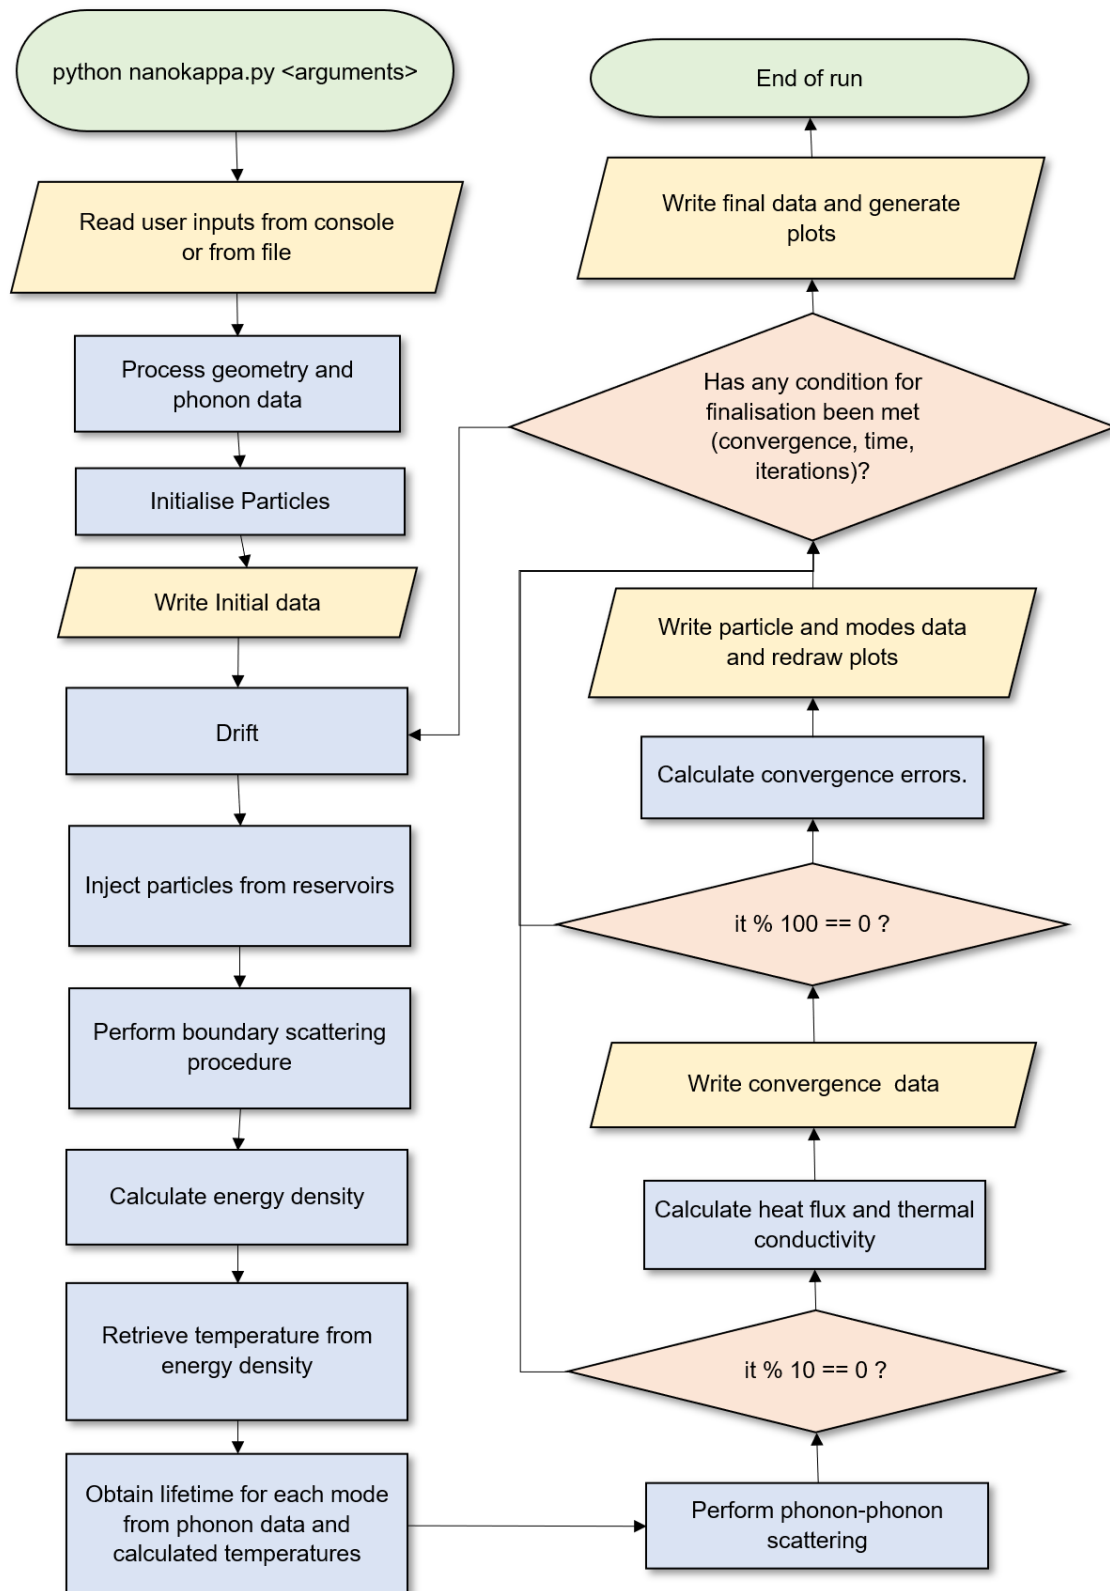 python nanokappa.py <arguments>
Read user inputs from console
or from file
Process geometry and
phonon data
Initialise Particles
Write Initial data
Drift
Inject particles from reservoirs
Perform boundary scattering
procedure
Calculate energy density
Retrieve temperature from
energy density
Obtain lifetime for each mode
from phonon data and
calculated temperatures
Perform phonon-phonon
scattering
it % 10 == 0 ?
Calculate heat flux and thermal
conductivity
Write convergence  data
it % 100 == 0 ?
Calculate convergence errors.
Write particle and modes data
and redraw plots
Has any condition for
finalisation been met
(convergence, time,
iterations)?
Write final data and generate
plots
End of run